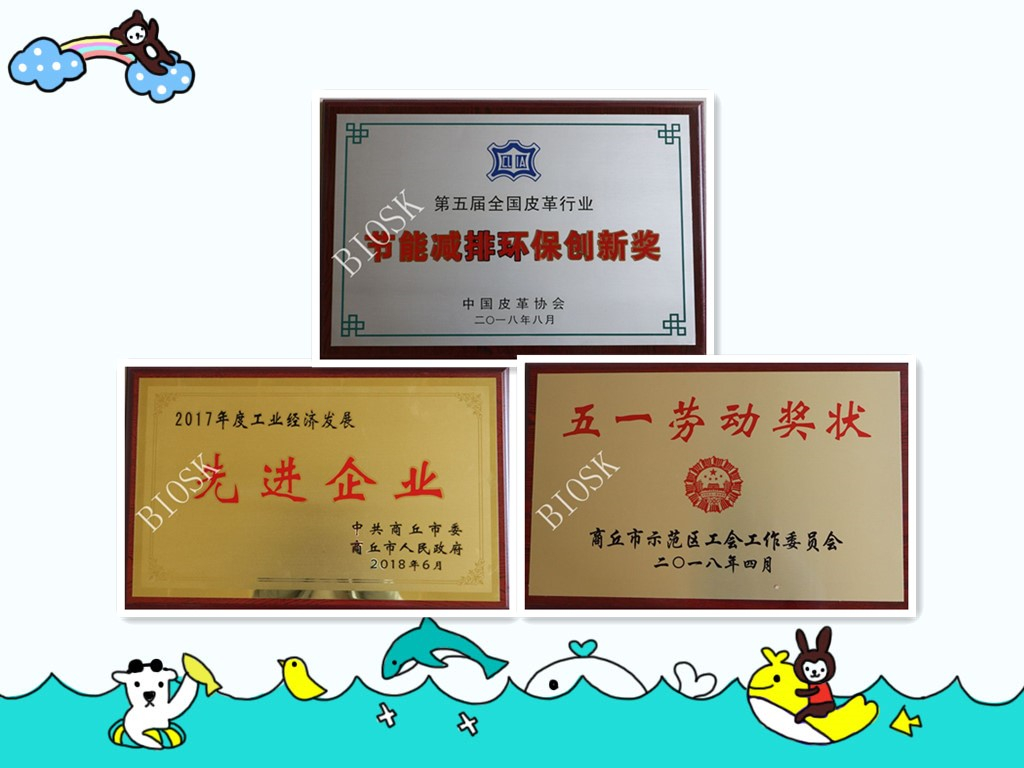 第五届全国皮革行业
节能减排环保创新奖
中国皮革协会
二〇一八年八月
BIOSK
2017年度工业经济发展
先进企业
中共商丘市委
商丘市人民政府
2018年6月
BIOSK
五一劳动奖状
商丘市示范区工会工作委员会
二〇一八年四月
BIOSK